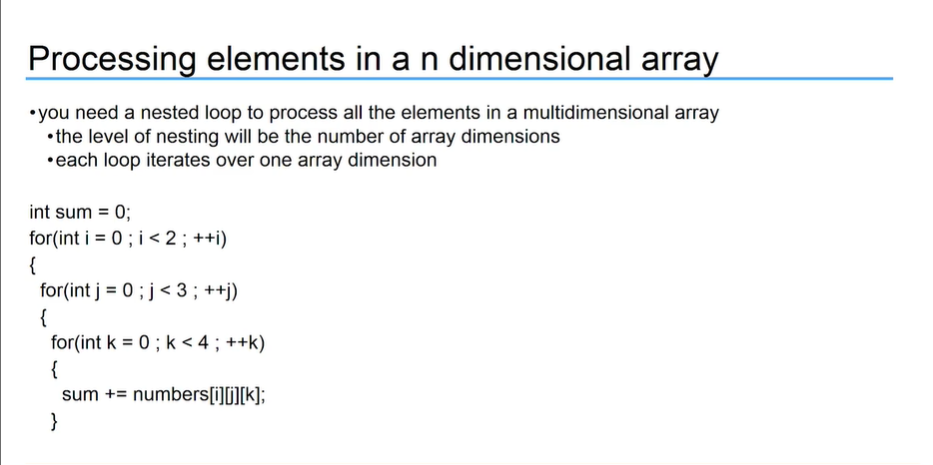 Processing elements in a n dimensional array
•you need a nested loop to process all the elements in a multidimensional array
•the level of nesting will be the number of array dimensions
•each loop iterates over one array dimension
int sum = 0;
for(int i = 0 ; i < 2 ; ++i)
{
for(int j = 0 ; j < 3 ; ++j)
{
for(int k = 0 ; k < 4 ; ++k)
{
sum += numbers[i][j][k];
}